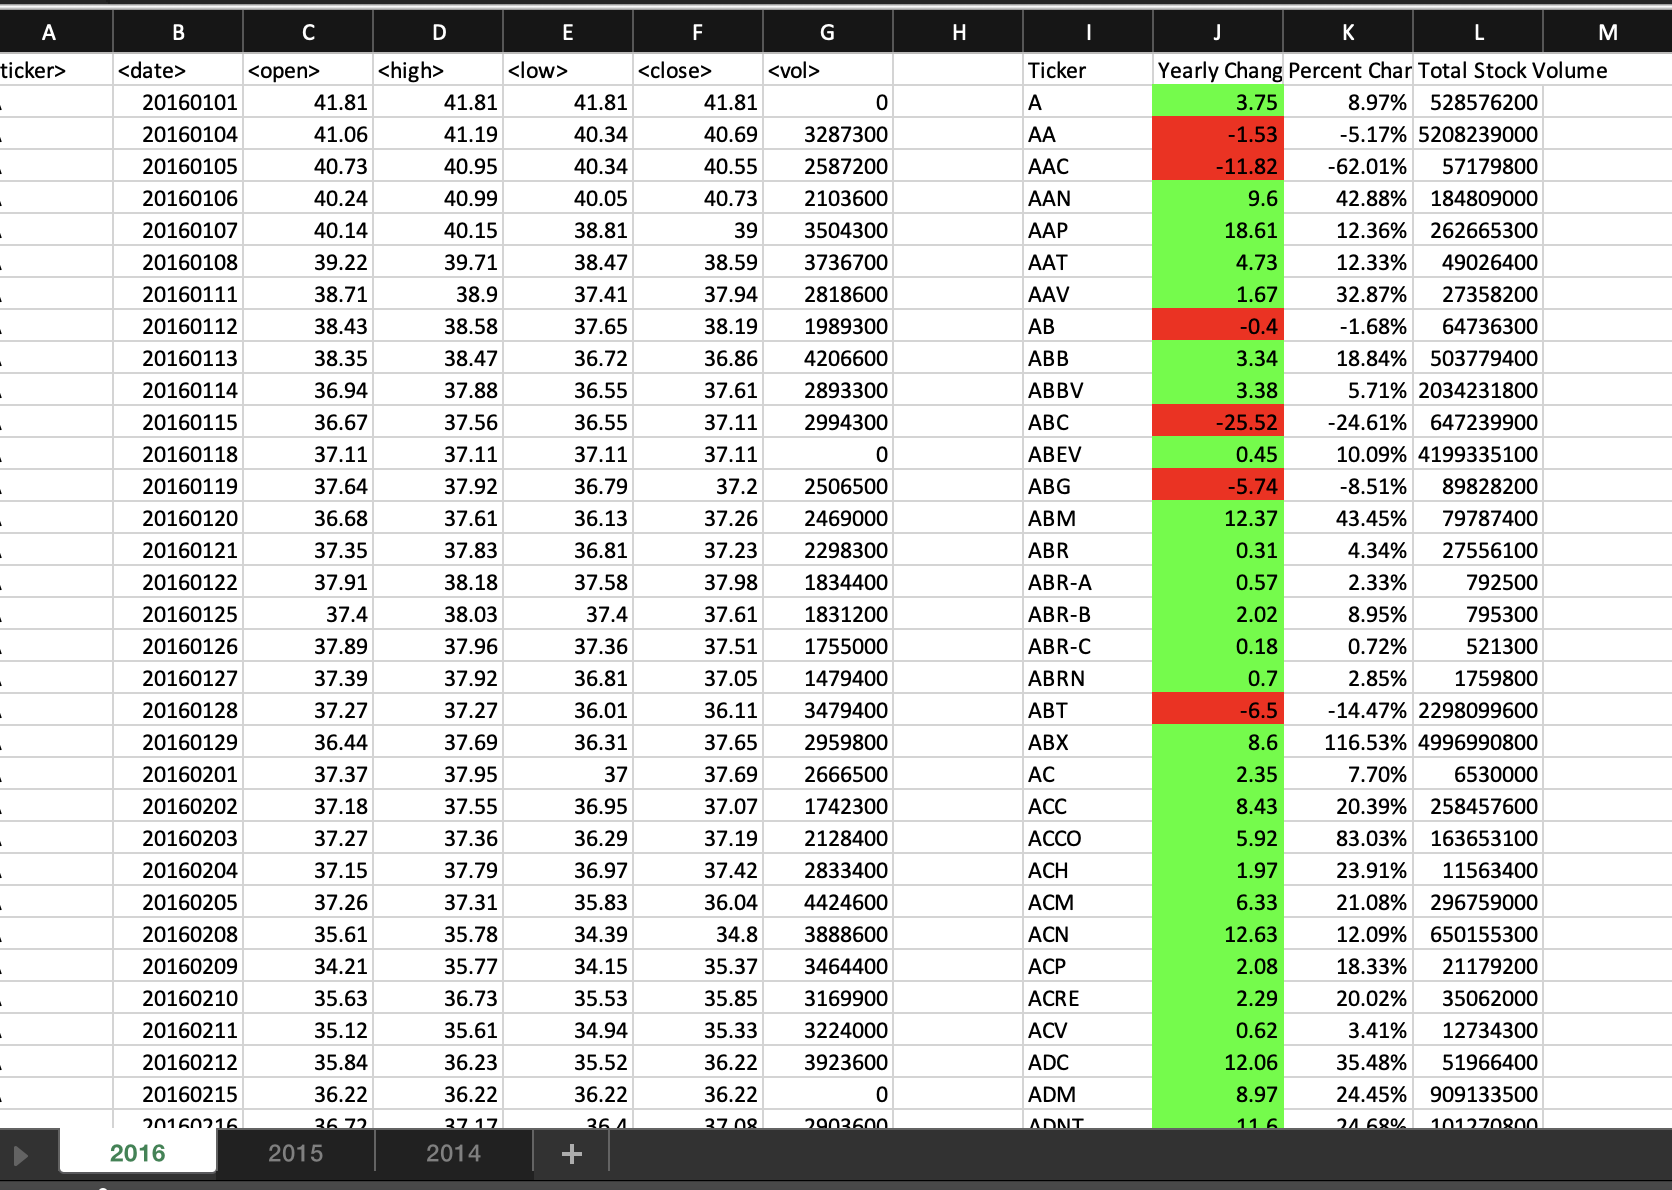 A B C D E F G H I J K L M
ticker> <date> <open> <high> <low> <close> <vol> Ticker Yearly Chang Percent Char Total Stock Volume
20160101 41.81 41.81 41.81 41.81 0 A 3.75 8.97% 528576200
20160104 41.06 41.19 40.34 40.69 3287300 AA -1.53 -5.17% 5208239000
20160105 40.73 40.95 40.34 40.55 2587200 AAC -11.82 -62.01% 57179800
20160106 40.24 40.99 40.05 40.73 2103600 AAN 9.6 42.88% 184809000
20160107 40.14 40.15 38.81 39 3504300 AAP 18.61 12.36% 262665300
20160108 39.22 39.71 38.47 38.59 3736700 AAT 4.73 12.33% 49026400
20160111 38.71 38.9 37.41 37.94 2818600 AAV 1.67 32.87% 27358200
20160112 38.43 38.58 37.65 38.19 1989300 AB -0.4 -1.68% 64736300
20160113 38.35 38.47 36.72 36.86 4206600 ABB 3.34 18.84% 503779400
20160114 36.94 37.88 36.55 37.61 2893300 ABBV 3.38 5.71% 2034231800
20160115 36.67 37.56 36.55 37.11 2994300 ABC -25.52 -24.61% 647239900
20160118 37.11 37.11 37.11 37.11 0 ABEV 0.45 10.09% 4199335100
20160119 37.64 37.92 36.79 37.2 2506500 ABG -5.74 -8.51% 89828200
20160120 36.68 37.61 36.13 37.26 2469000 ABM 12.37 43.45% 79787400
20160121 37.35 37.83 36.81 37.23 2298300 ABR 0.31 4.34% 27556100
20160122 37.91 38.18 37.58 37.98 1834400 ABR-A 0.57 2.33% 792500
20160125 37.4 38.03 37.4 37.61 1831200 ABR-B 2.02 8.95% 795300
20160126 37.89 37.96 37.36 37.51 1755000 ABR-C 0.18 0.72% 521300
20160127 37.39 37.92 36.81 37.05 1479400 ABRN 0.7 2.85% 1759800
20160128 37.27 37.27 36.01 36.11 3479400 ABT -6.5 -14.47% 2298099600
20160129 36.44 37.69 36.31 37.65 2959800 ABX 8.6 116.53% 4996990800
20160201 37.37 37.95 37 37.69 2666500 AC 2.35 7.70% 6530000
20160202 37.18 37.55 36.95 37.07 1742300 ACC 8.43 20.39% 258457600
20160203 37.27 37.36 36.29 37.19 2128400 ACCO 5.92 83.03% 163653100
20160204 37.15 37.79 36.97 37.42 2833400 ACH 1.97 23.91% 11563400
20160205 37.26 37.31 35.83 36.04 4424600 ACM 6.33 21.08% 296759000
20160208 35.61 35.78 34.39 34.8 3888600 ACN 12.63 12.09% 650155300
20160209 34.21 35.77 34.15 35.37 3464400 ACP 2.08 18.33% 21179200
20160210 35.63 36.73 35.53 35.85 3169900 ACRE 2.29 20.02% 35062000
20160211 35.12 35.61 34.94 35.33 3224000 ACV 0.62 3.41% 12734300
20160212 35.84 36.23 35.52 36.22 3923600 ADC 12.06 35.48% 51966400
20160215 36.22 36.22 36.22 36.22 0 ADM 8.97 24.45% 909133500
20160216 36.72 37.17 36.4 37.08 2903600 ADNT 11.6 24.68% 101270800
2016 2015 2014 +